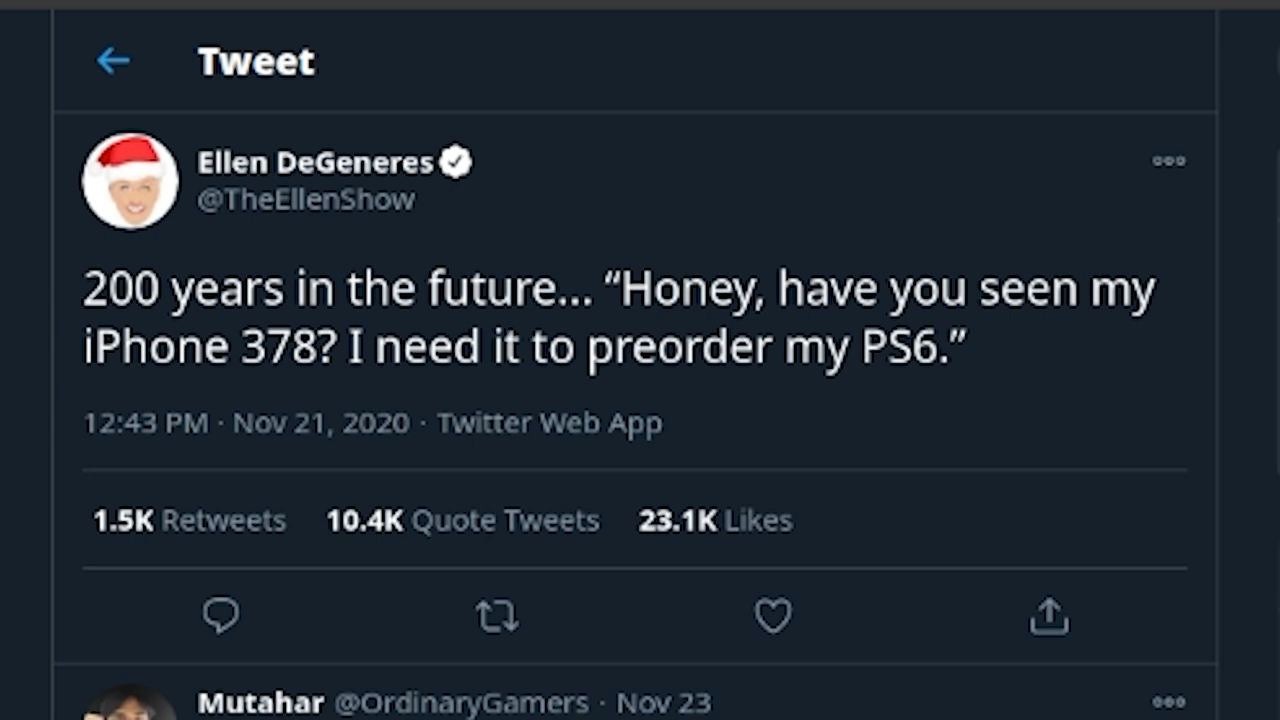 Tweet
Ellen DeGeneres
@TheEllenShow
200 years in the future... “Honey, have you seen my
iPhone 378? I need it to preorder my PS6.”
12:43 PM · Nov 21, 2020 · Twitter Web App
1.5K Retweets 10.4K Quote Tweets 23.1K Likes
Mutahar @OrdinaryGamers · Nov 23